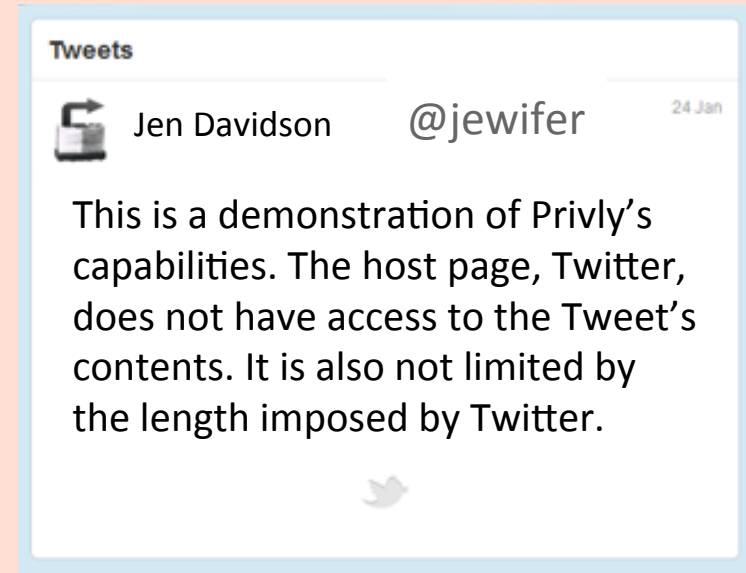 Tweets
Jen Davidson @jewifer 24 Jan
This is a demonstration of Privly’s
capabilities. The host page, Twitter,
does not have access to the Tweet’s
contents. It is also not limited by
the length imposed by Twitter.